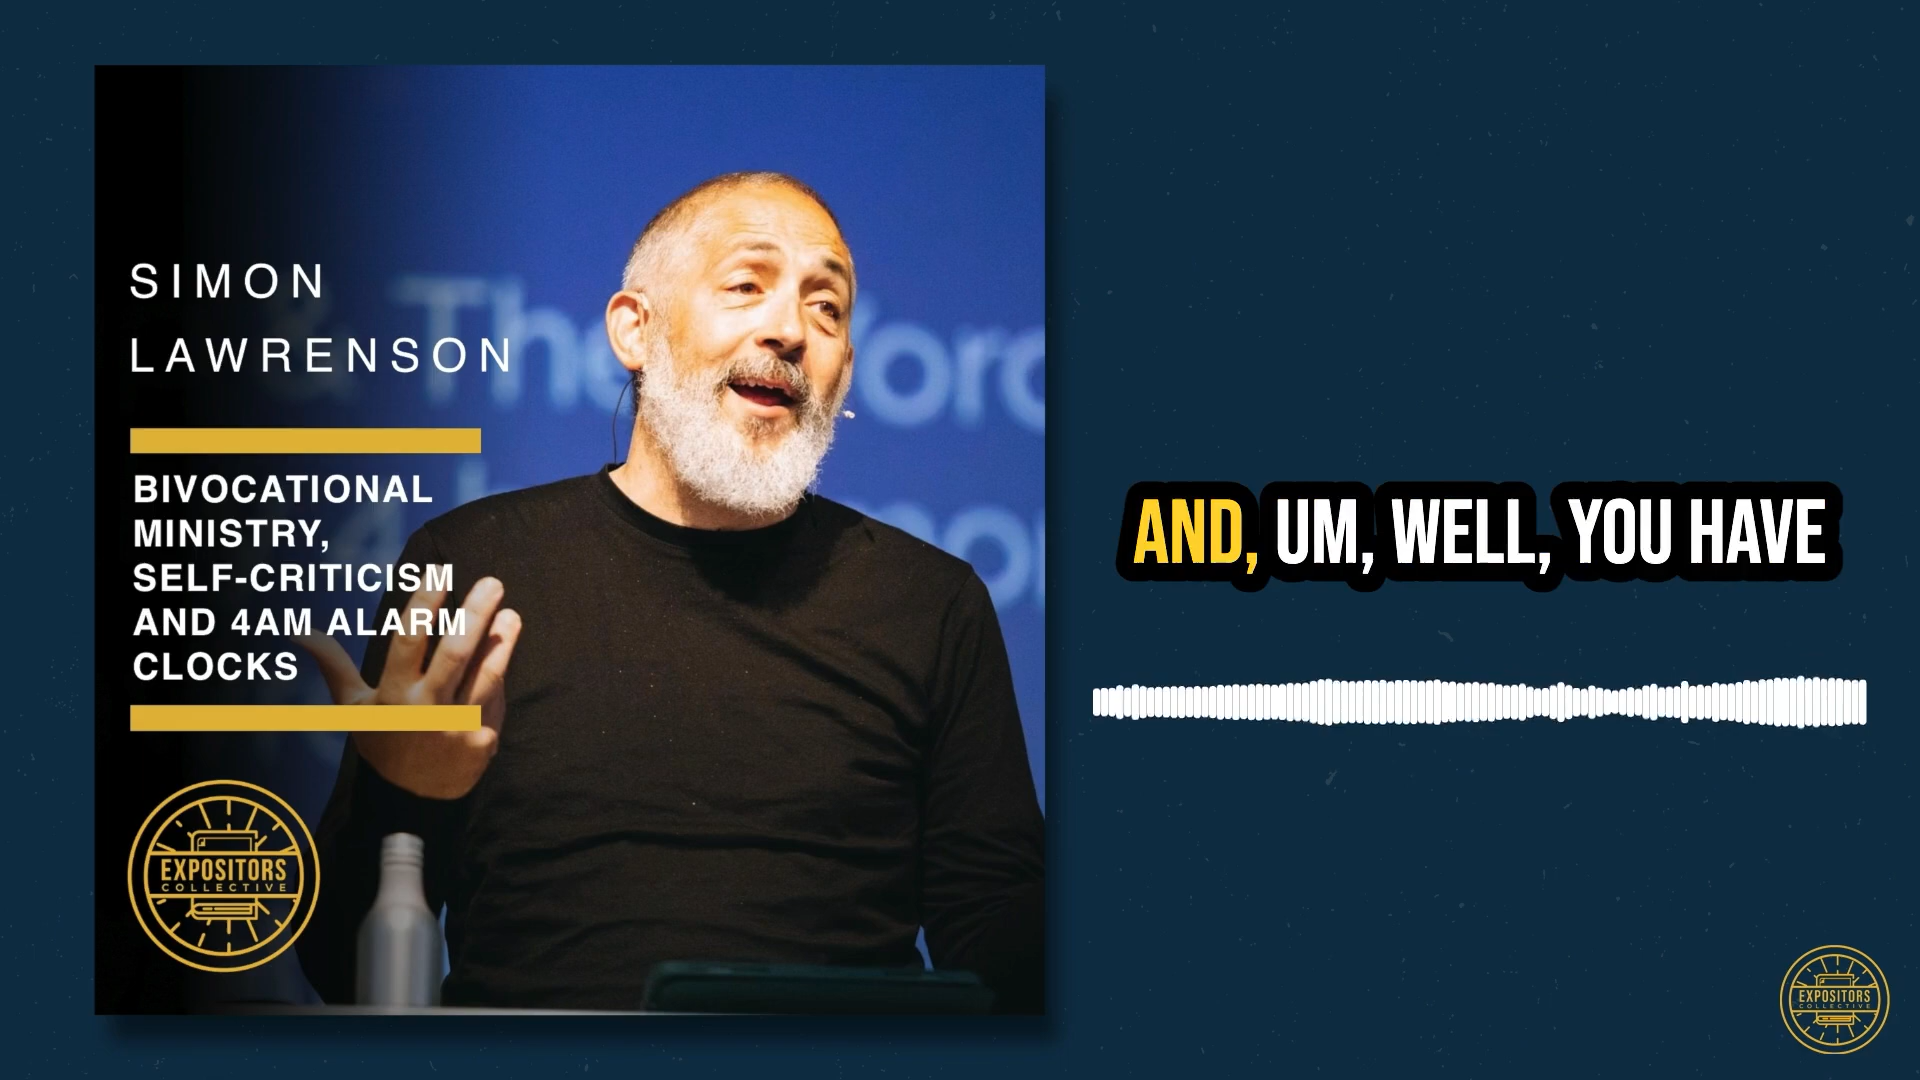 SIMON
LAWRENSON
BIVOCATIONAL
MINISTRY,
SELF-CRITICISM
AND 4AM ALARM
CLOCKS
EXPOSITORS
COLLECTIVE
The
AND, UM, WELL, YOU HAVE
EXPOSITORS
COLLECTIVE